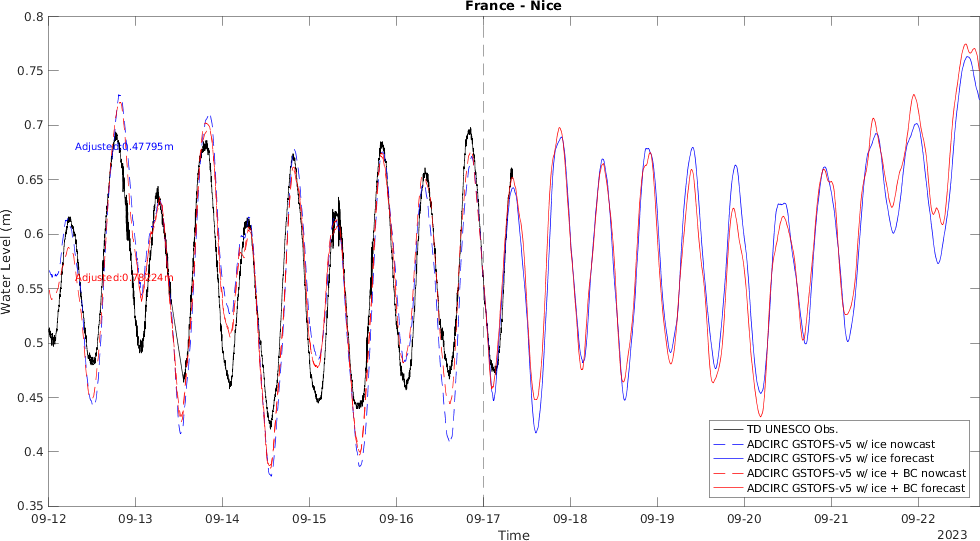 France - Nice
0.8
0.75
0.7
0.65
0.6
0.55
0.5
0.45
0.4
0.35
Water Level (m)
Adjusted:0.47795m
Adjusted:0.78224m
TD UNESCO Obs.
ADCIRC GSTOFS-v5 w/ ice nowcast
ADCIRC GSTOFS-v5 w/ ice forecast
ADCIRC GSTOFS-v5 w/ ice + BC nowcast
ADCIRC GSTOFS-v5 w/ ice + BC forecast
09-12 09-13 09-14 09-15 09-16 09-17 09-18 09-19 09-20 09-21 09-22
Time
2023